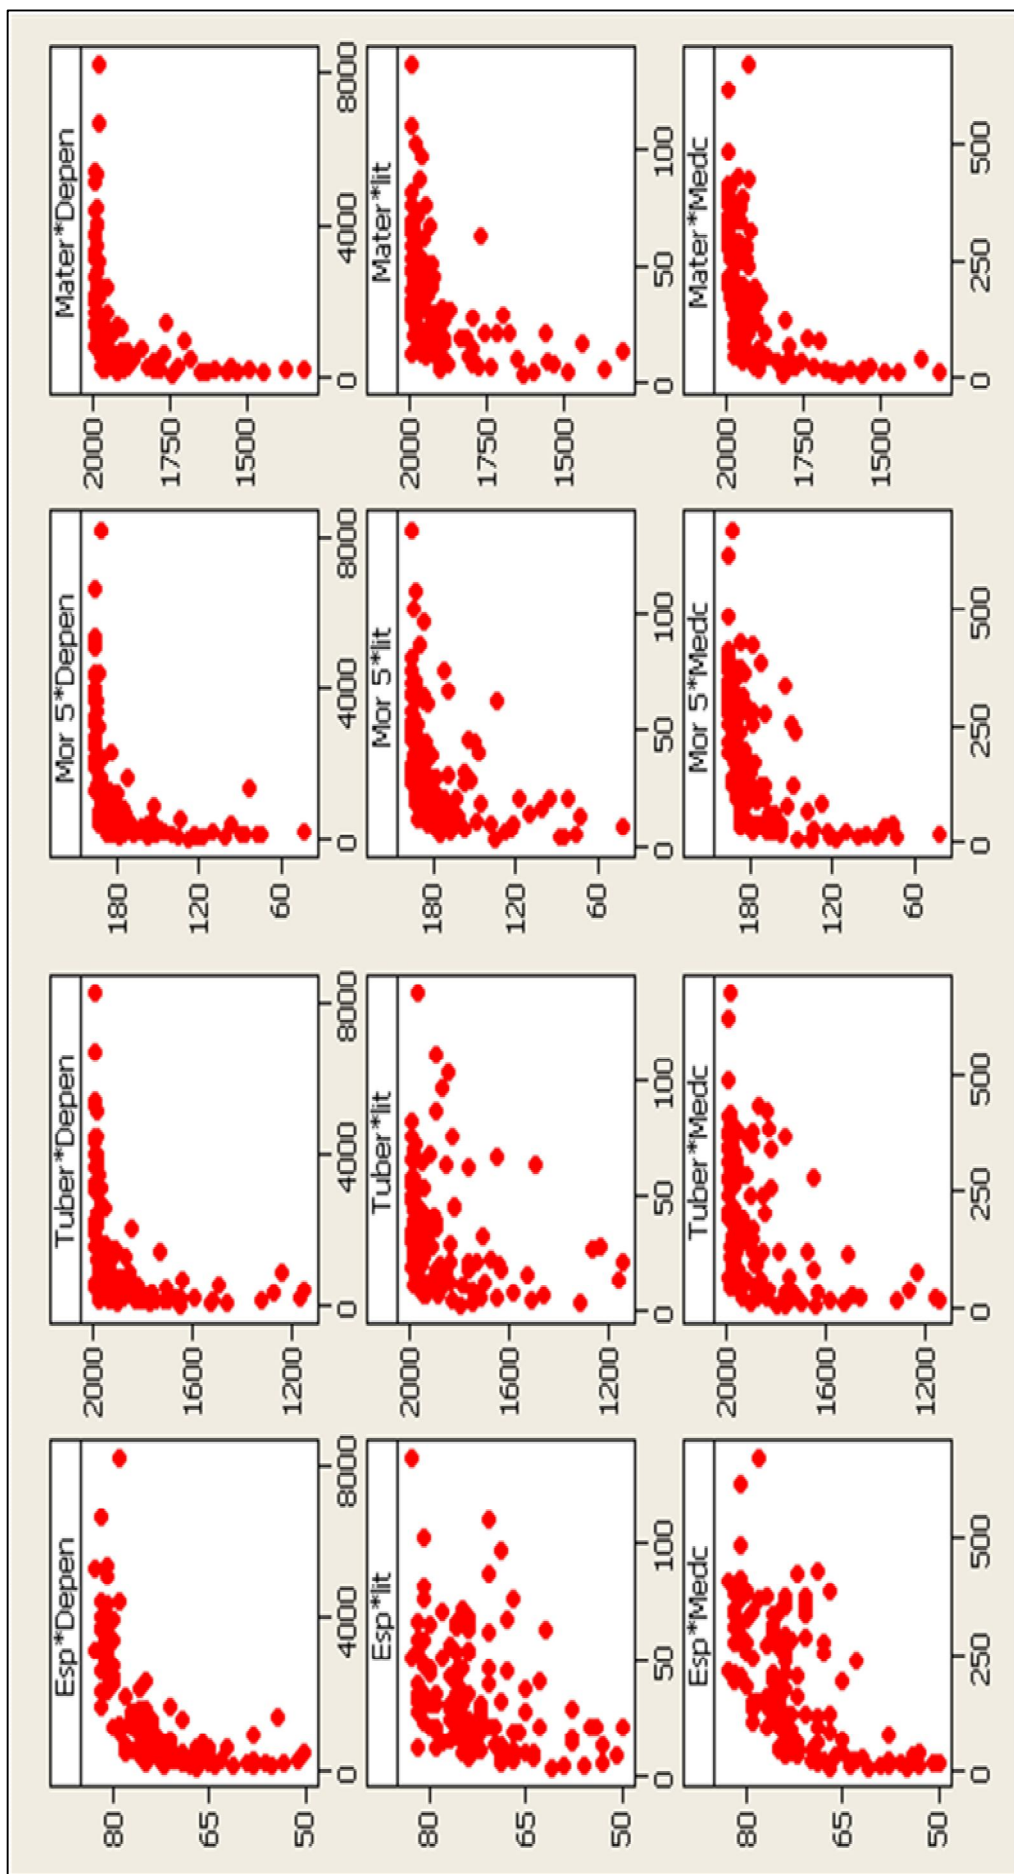 Esp*Depen Tuber*Depen Mor 5*Depen Mater*Depen
80 2000 180 2000
65 1600 120 1750
50 1200 60 1500
0 4000 8000 0 4000 8000 0 4000 8000 0 4000 8000
Esp*lit Tuber*lit Mor 5*lit Mater*lit
80 2000 180 2000
65 1600 120 1750
50 1200 60 1500
0 50 100 0 50 100 0 50 100 0 50 100
Esp*Medc Tuber*Medc Mor 5*Medc Mater*Medc
80 2000 180 2000
65 1600 120 1750
50 1200 60 1500
0 250 500 0 250 500 0 250 500 0 250 500